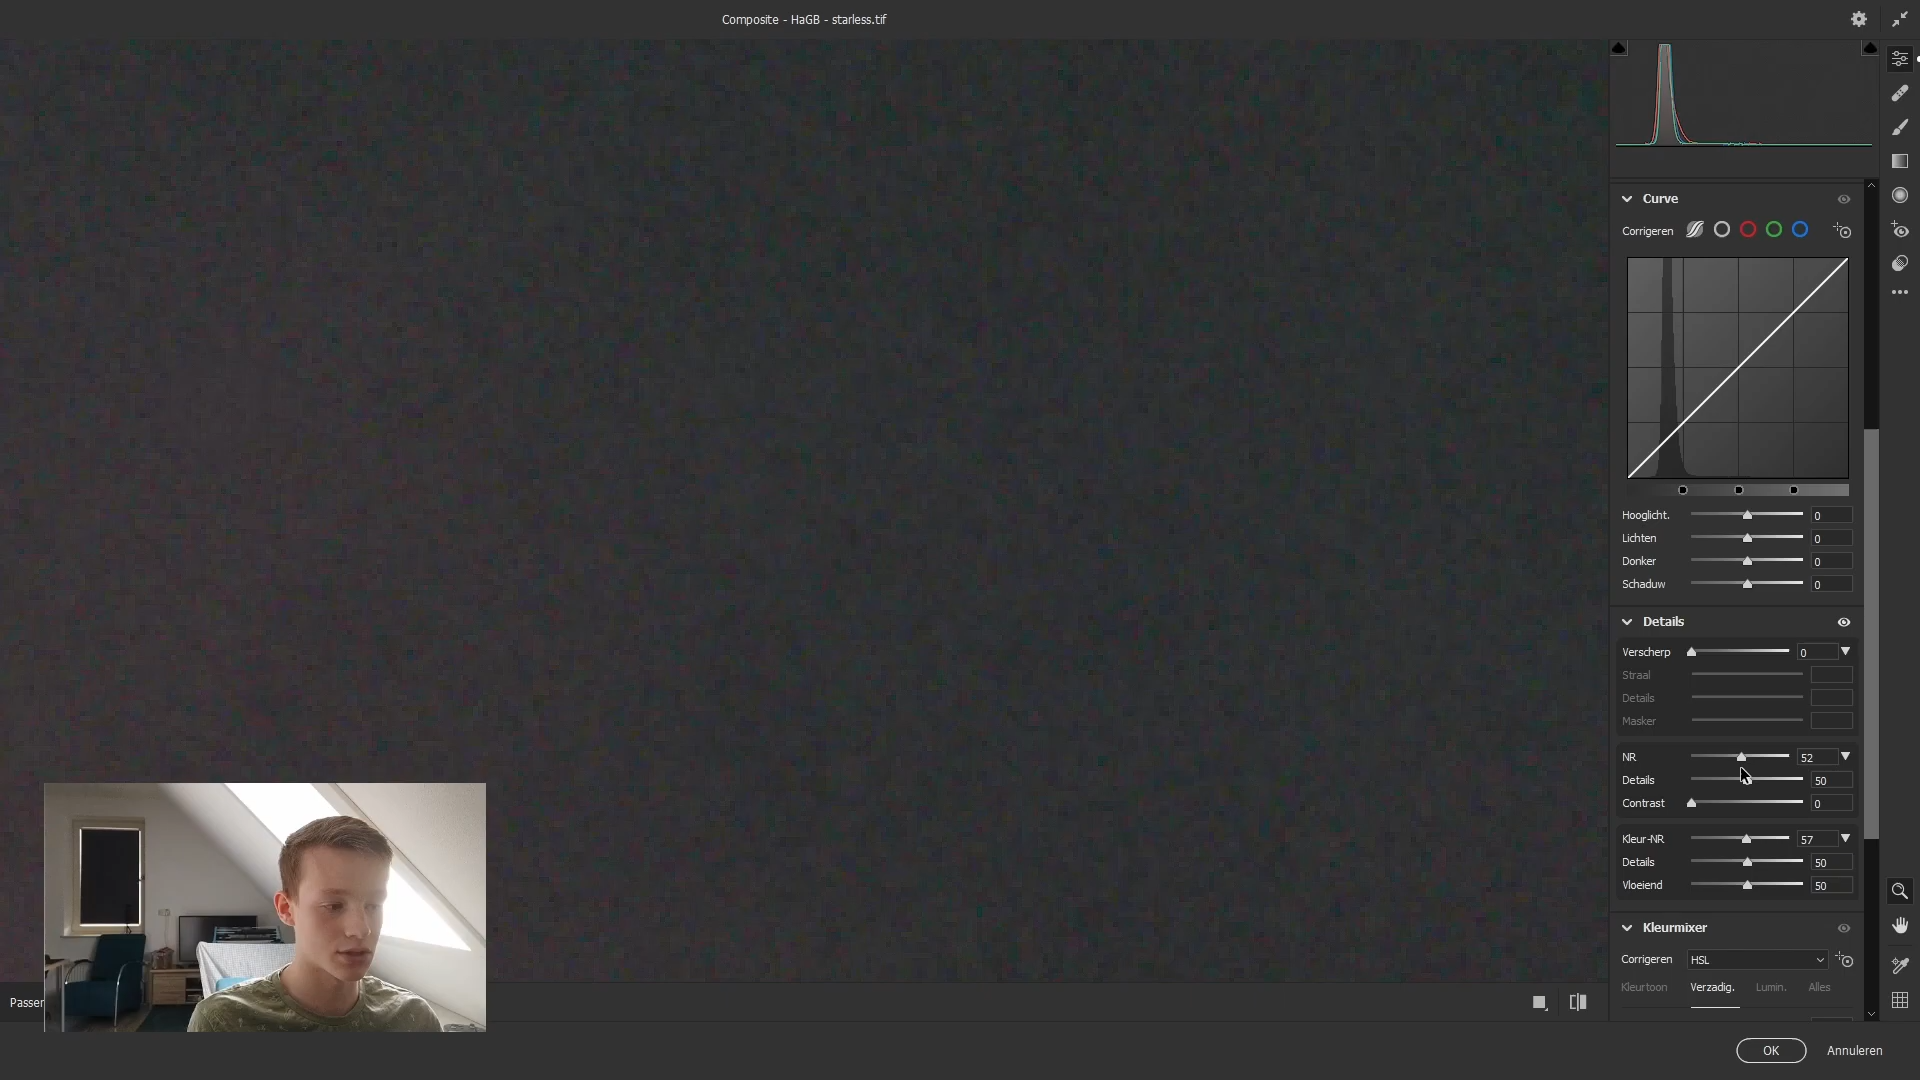 Composite - HaGB - starless.tif
Curve
Corrigeren
Hooglicht. 0
Lichten 0
Donker 0
Schaduw 0
Details
Verscherp 0
Straal
Details
Masker
NR 52
Details 50
Contrast 0
Kleur-NR 57
Details 50
Vloeiend 50
Kleurmixer
Corrigeren HSL
Kleurtoon Verzadig. Lumin. Alles
Passer
OK Annuleren